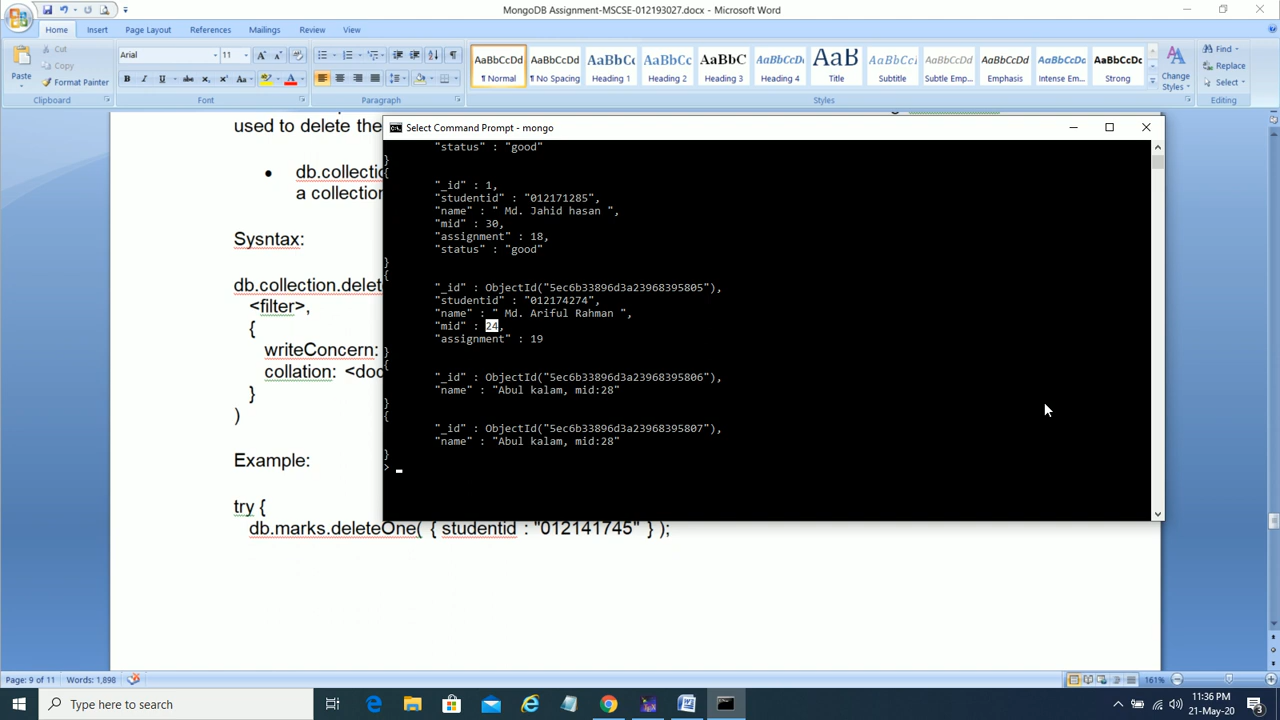 MongoDB Assignment-MSCSE-012193027.docx - Microsoft Word
Home Insert Page Layout References Mailings Review View
Cut
Copy
Format Painter
Paste
Clipboard
Arial 11
Font
Paragraph
AaBbCcDd AaBbCcDd AaBbC AaBbCc AaBbC AaBbCcDd AaB AaBbCcI AaBbCcDd AaBbCcDd AaBbCcDd AaBbCcDc
¶ Normal ¶ No Spacing Heading 1 Heading 2 Heading 3 Heading 4 Title Subtitle Subtle Emp... Emphasis Intense Em... Strong
Styles
Change
Styles
Find
Replace
Select
Editing
used to delete the
db.collectio
a collection
Sysntax:
db.collection.delet
<filter>,
{
writeConcern:
collation: <doc
}
)
Example:
try {
db.marks.deleteOne( { studentid : "012141745" } );
Select Command Prompt - mongo
"status" : "good"
}
{
"_id" : 1,
"studentid" : "012171285",
"name" : " Md. Jahid hasan ",
"mid" : 30,
"assignment" : 18,
"status" : "good"
}
{
"_id" : ObjectId("5ec6b33896d3a23968395805"),
"studentid" : "012174274",
"name" : " Md. Ariful Rahman ",
"mid" : 24,
"assignment" : 19
}
{
"_id" : ObjectId("5ec6b33896d3a23968395806"),
"name" : "Abul kalam, mid:28"
}
{
"_id" : ObjectId("5ec6b33896d3a23968395807"),
"name" : "Abul kalam, mid:28"
}
>
Page: 9 of 11 Words: 1,898
161%
Type here to search
11:36 PM
21-May-20